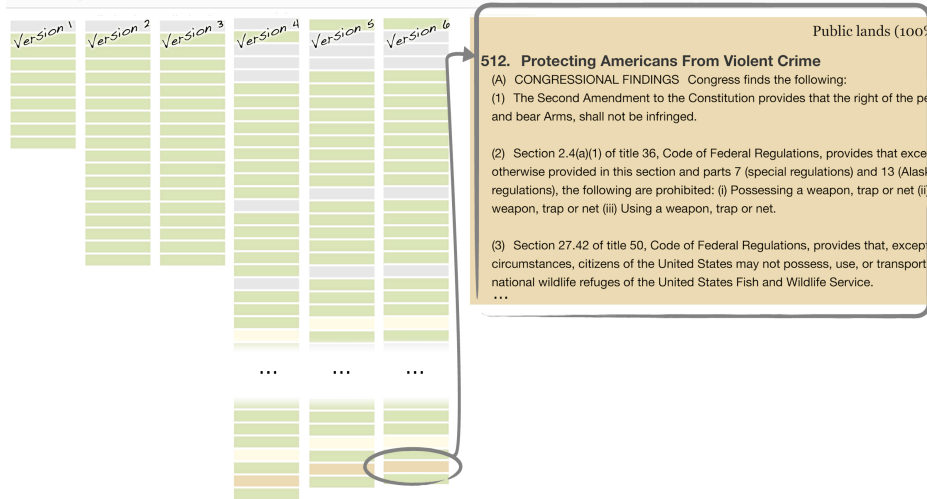 Version 1
Version 2
Version 3
Version 4
Version 5
Version 6
Public lands (100%
512. Protecting Americans From Violent Crime
(A) CONGRESSIONAL FINDINGS Congress finds the following:
(1) The Second Amendment to the Constitution provides that the right of the
and bear Arms, shall not be infringed.
(2) Section 2.4(a)(1) of title 36, Code of Federal Regulations, provides that
otherwise provided in this section and parts 7 (special regulations) and 13
regulations), the following are prohibited: (i) Possessing a weapon, trap or net
weapon, trap or net (iii) Using a weapon, trap or net.
(3) Section 27.42 of title 50, Code of Federal Regulations, provides that, except
circumstances, citizens of the United States may not possess, use, or transport
national wildlife refuges of the United States Fish and Wildlife Service.
...
... ... ...